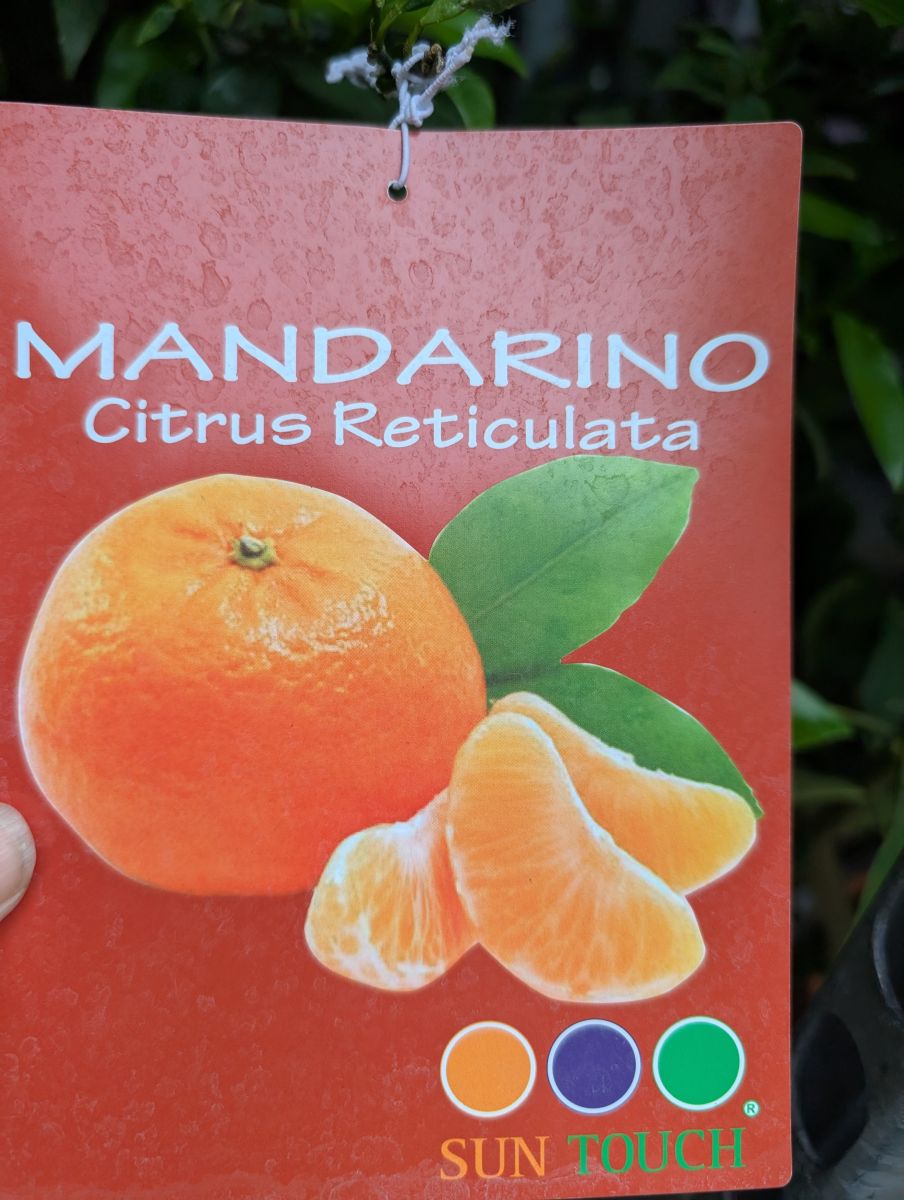 MANDARINO
Citrus Reticulata
®
SUN TOUCH